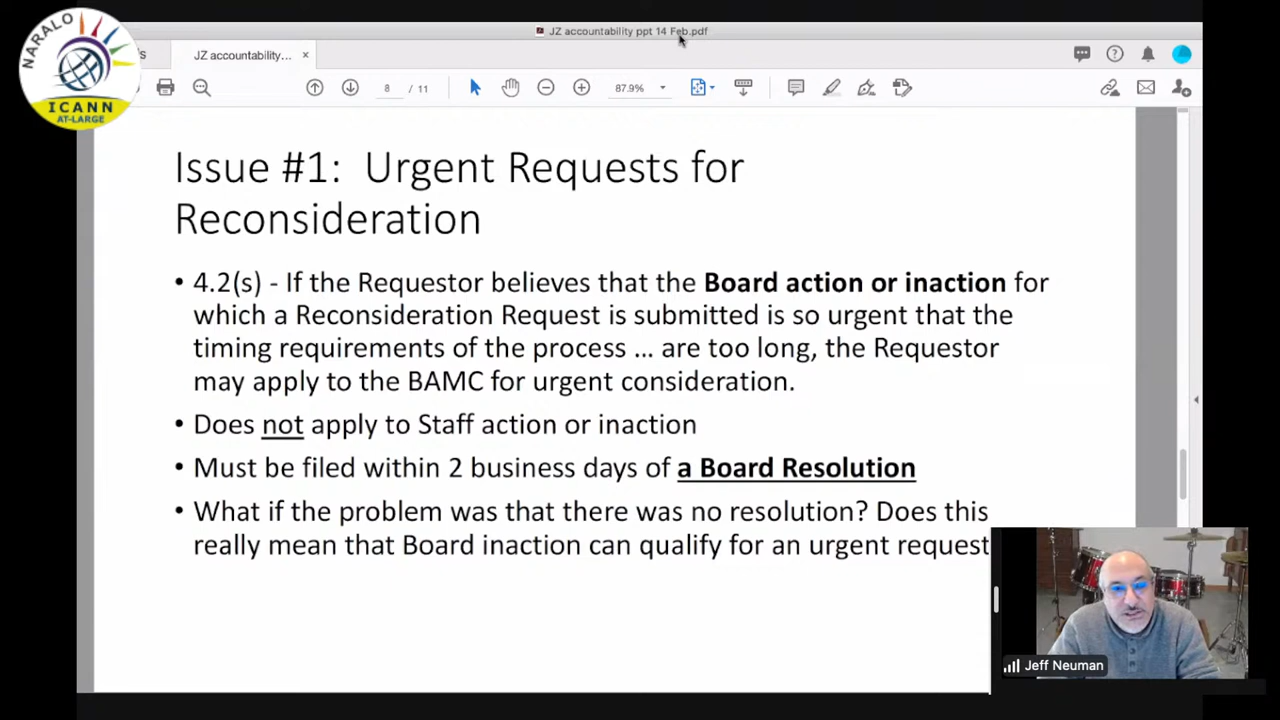 NARALO
ICANN
AT-LARGE
JZ accountability ppt 14 Feb.pdf
JZ accountability... ×
8 / 11
87.9%
Issue #1: Urgent Requests for
Reconsideration
• 4.2(s) - If the Requestor believes that the Board action or inaction for
which a Reconsideration Request is submitted is so urgent that the
timing requirements of the process ... are too long, the Requestor
may apply to the BAMC for urgent consideration.
• Does not apply to Staff action or inaction
• Must be filed within 2 business days of a Board Resolution
• What if the problem was that there was no resolution? Does this
really mean that Board inaction can qualify for an urgent request
Jeff Neuman